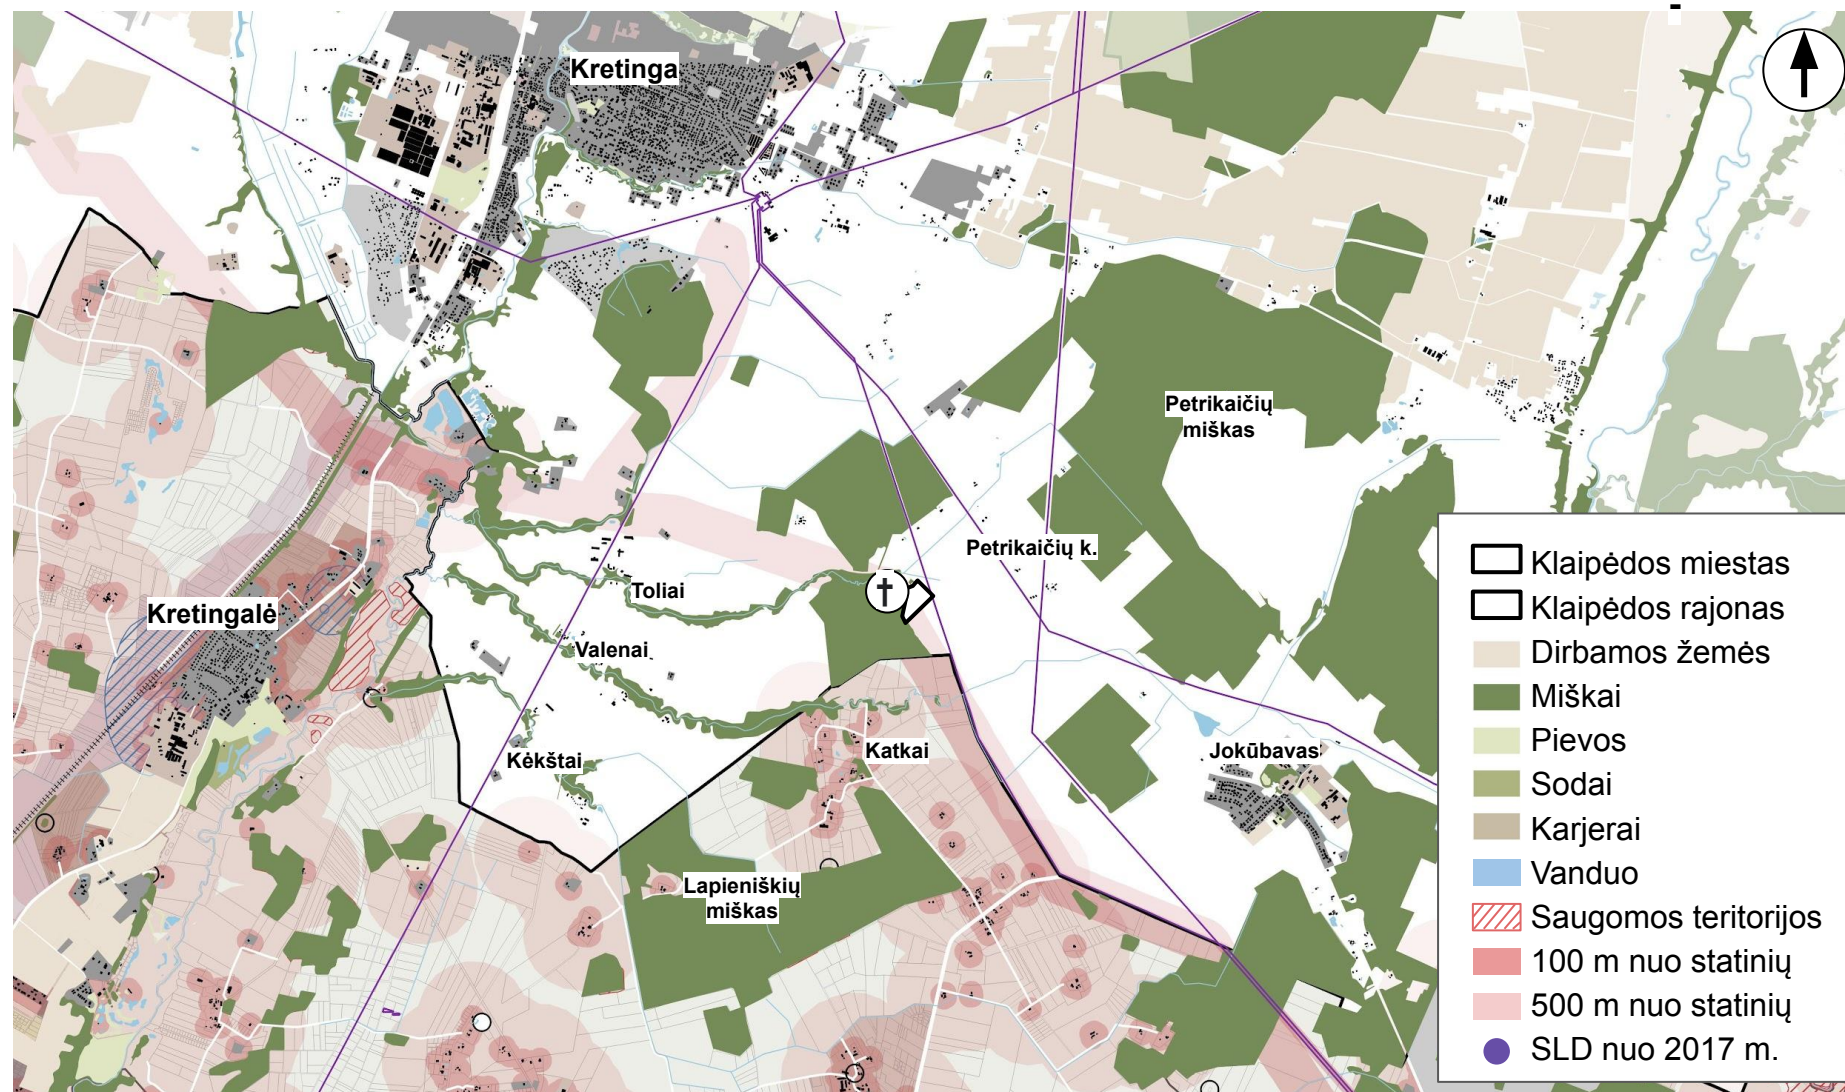 Kretinga
Petrikaičių
miškas
Petrikaičių k.
Toliai
Kretingalė
Valenai
Kėkštai
Katkai
Jokūbavas
Lapieniškių
miškas
Klaipėdos miestas
Klaipėdos rajonas
Dirbamos žemės
Miškai
Pievos
Sodai
Karjerai
Vanduo
Saugomos teritorijos
100 m nuo statinių
500 m nuo statinių
SLD nuo 2017 m.